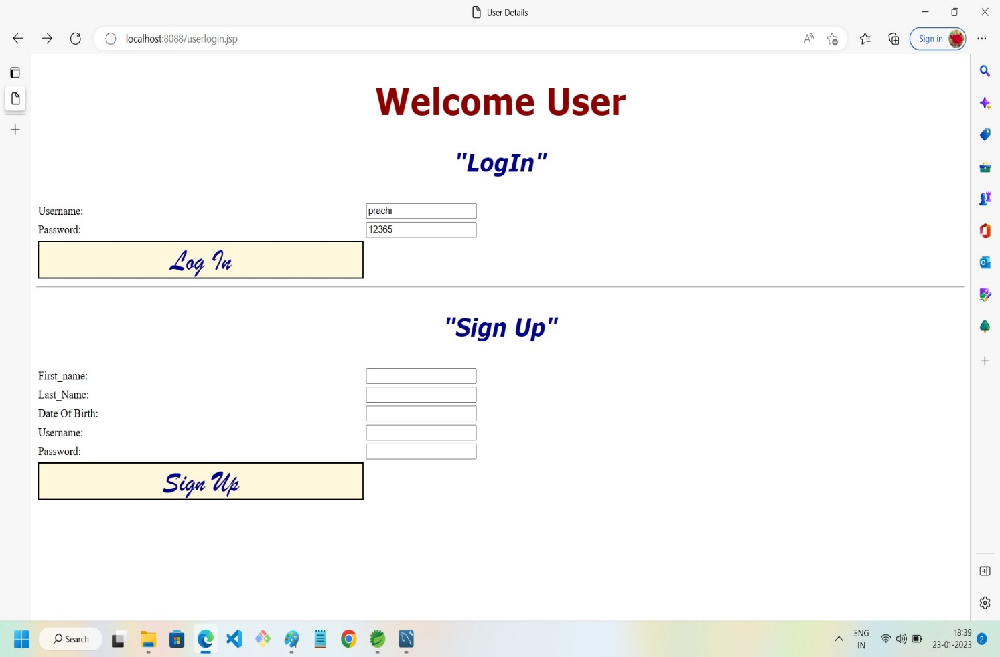 User Details
localhost:8088/userlogin.jsp
Sign in
Welcome User
"LogIn"
Username: prachi
Password: 12365
Log In
"Sign Up"
First_name:
Last_Name:
Date Of Birth:
Username:
Password:
Sign Up
Search
ENG
IN
18:39
23-01-2023
2